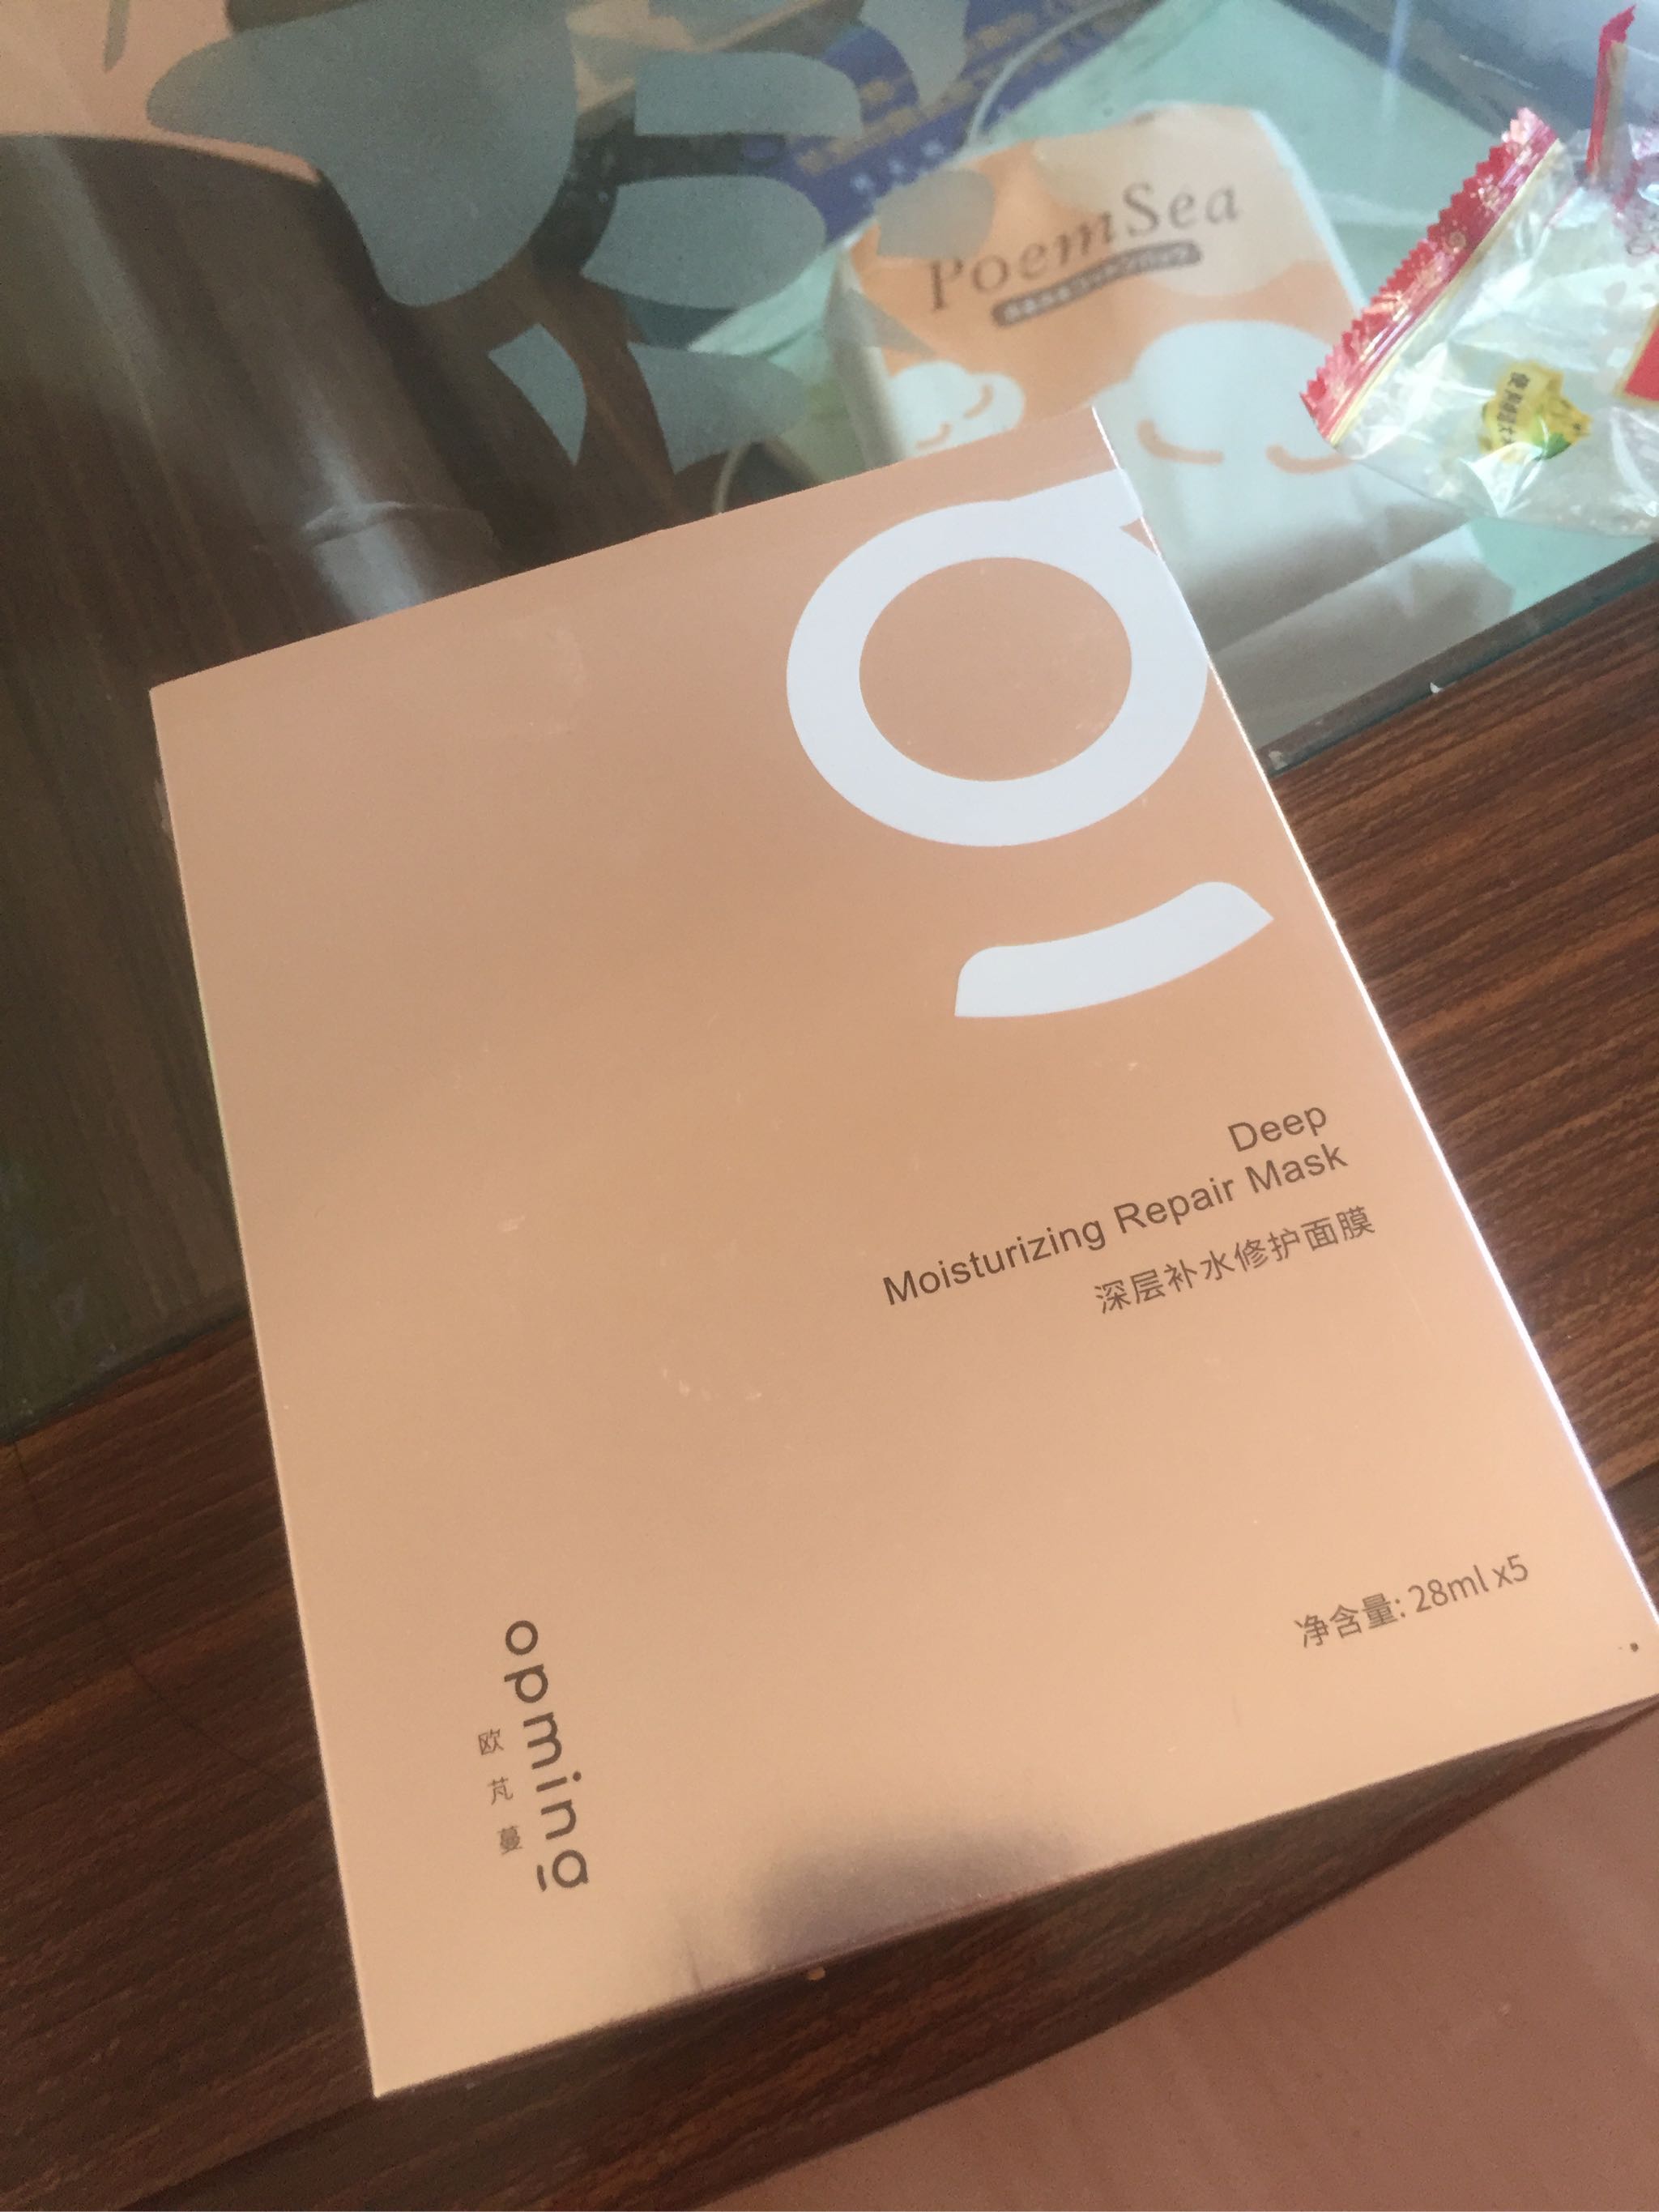 PoemSea
g
Deep
Moisturizing Repair Mask
深层补水修护面膜
净含量: 28ml x5
opming
欧芃蔓